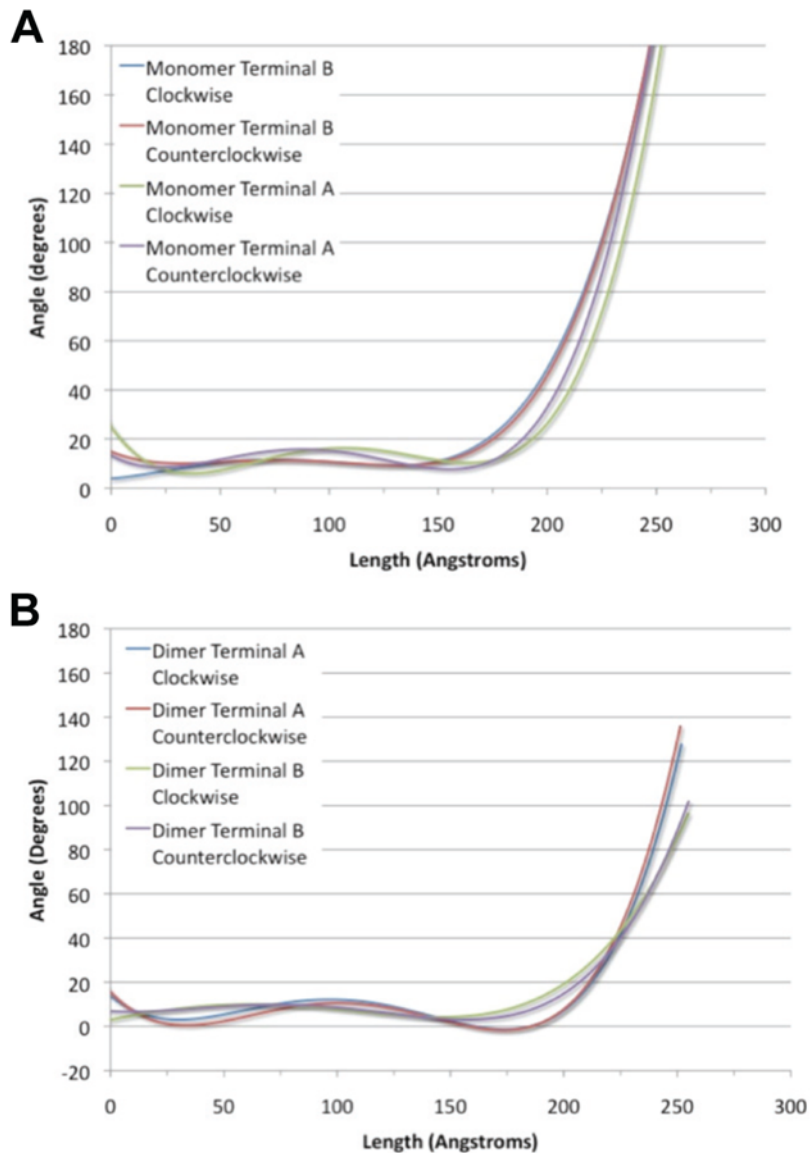 A
180
160
140
120
100
80
60
40
20
0
Angle (degrees)
Monomer Terminal B
Clockwise
Monomer Terminal B
Counterclockwise
Monomer Terminal A
Clockwise
Monomer Terminal A
Counterclockwise
0 50 100 150 200 250 300
Length (Angstroms)
B
180
160
140
120
100
80
60
40
20
0
-20
Angle (Degrees)
Dimer Terminal A
Clockwise
Dimer Terminal A
Counterclockwise
Dimer Terminal B
Clockwise
Dimer Terminal B
Counterclockwise
0 50 100 150 200 250 300
Length (Angstroms)